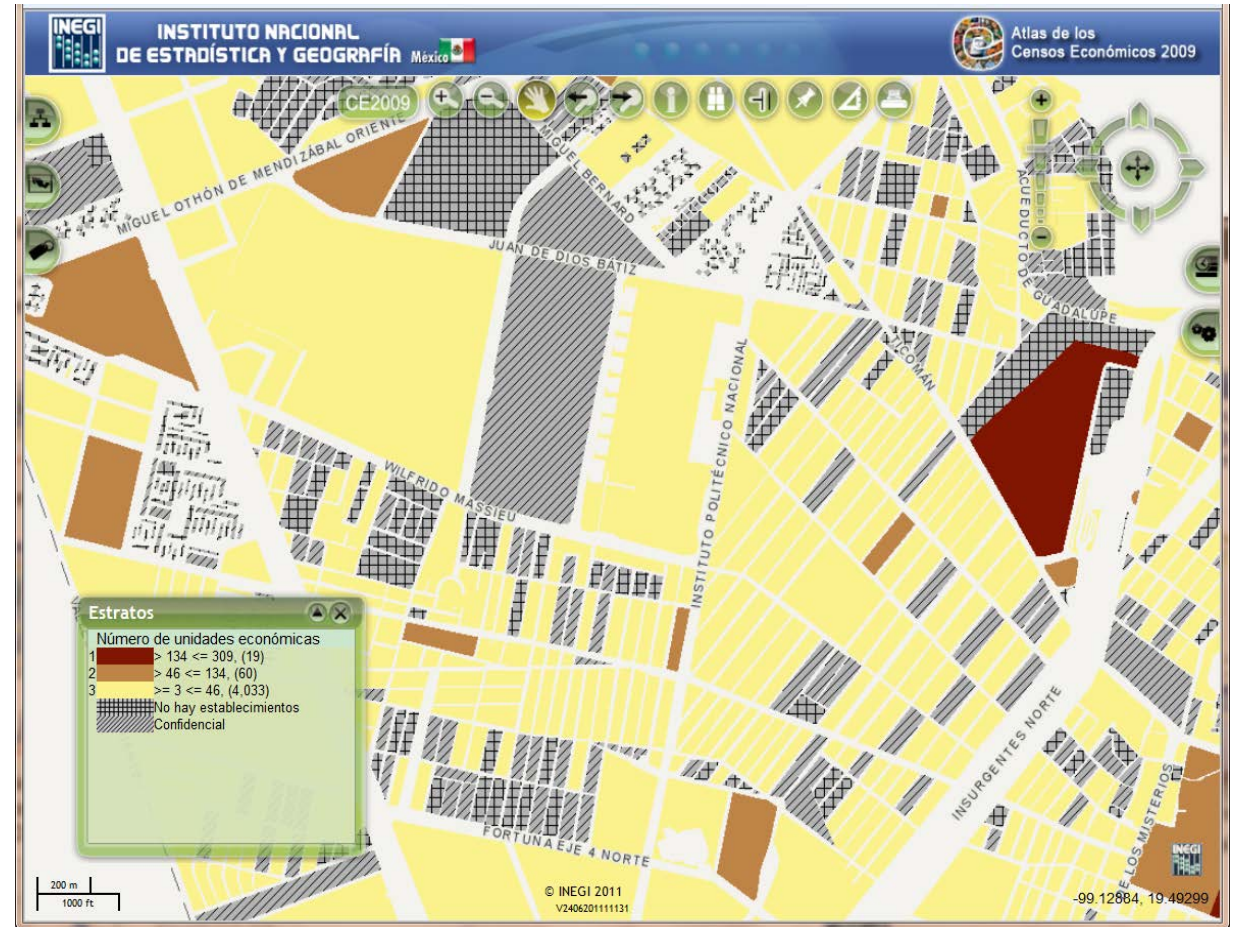 INEGI
INSTITUTO NACIONAL
DE ESTADÍSTICA Y GEOGRAFÍA México
Atlas de los
Censos Económicos 2009
CE2009
MIGUEL OTHÓN DE MENDIZÁBAL ORIENTE
MIGUEL BERNARD
JUAN DE DIOS BÁTIZ
ACUEDUCTO DE GUADALUPE
TICOMÁN
INSTITUTO POLITÉCNICO NACIONAL
WILFRIDO MASSIEU
INSURGENTES NORTE
DE LOS MISTERIOS
FORTUNA EJE 4 NORTE
Estratos
Número de unidades económicas
1 > 134 <= 309, (19)
2 > 46 <= 134, (60)
3 >= 3 <= 46, (4,033)
No hay establecimientos
Confidencial
200 m
1000 ft
© INEGI 2011
V2406201111131
INEGI
-99.12884, 19.49299